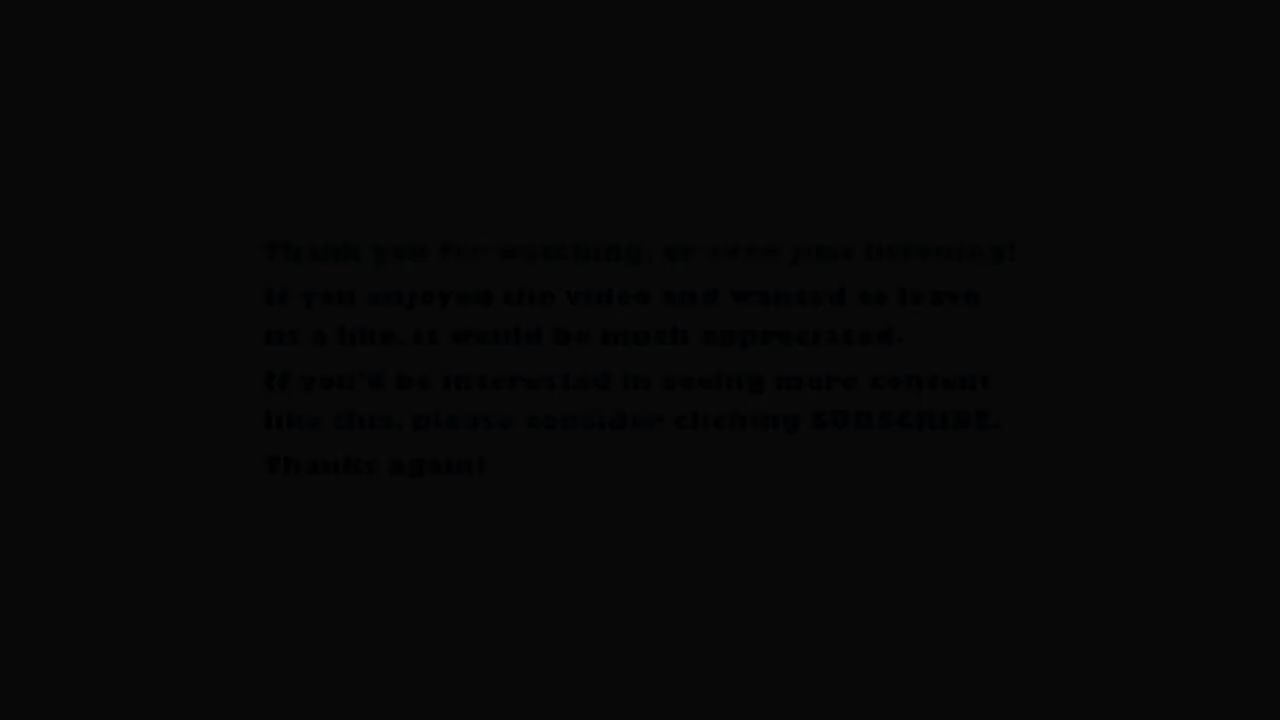 Thank you for watching, or even just listening!
If you enjoyed the video and wanted to leave
us a like, it would be much appreciated.
If you'd be interested in seeing more content
like this, please consider clicking SUBSCRIBE.
Thanks again!